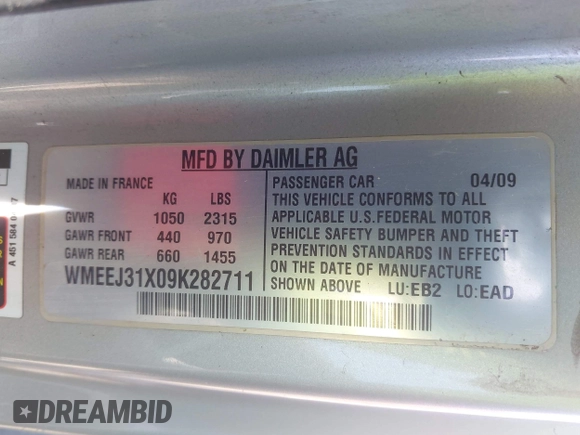 MFD BY DAIMLER AG
MADE IN FRANCE
KG LBS
GVWR 1050 2315
GAWR FRONT 440 970
GAWR REAR 660 1455
WMEEJ31X09K282711
PASSENGER CAR 04/09
THIS VEHICLE CONFORMS TO ALL
APPLICABLE U.S.FEDERAL MOTOR
VEHICLE SAFETY BUMPER AND THEFT
PREVENTION STANDARDS IN EFFECT
ON THE DATE OF MANUFACTURE
SHOWN ABOVE LU:EB2 LO:EAD
A 451 584
DREAMBID